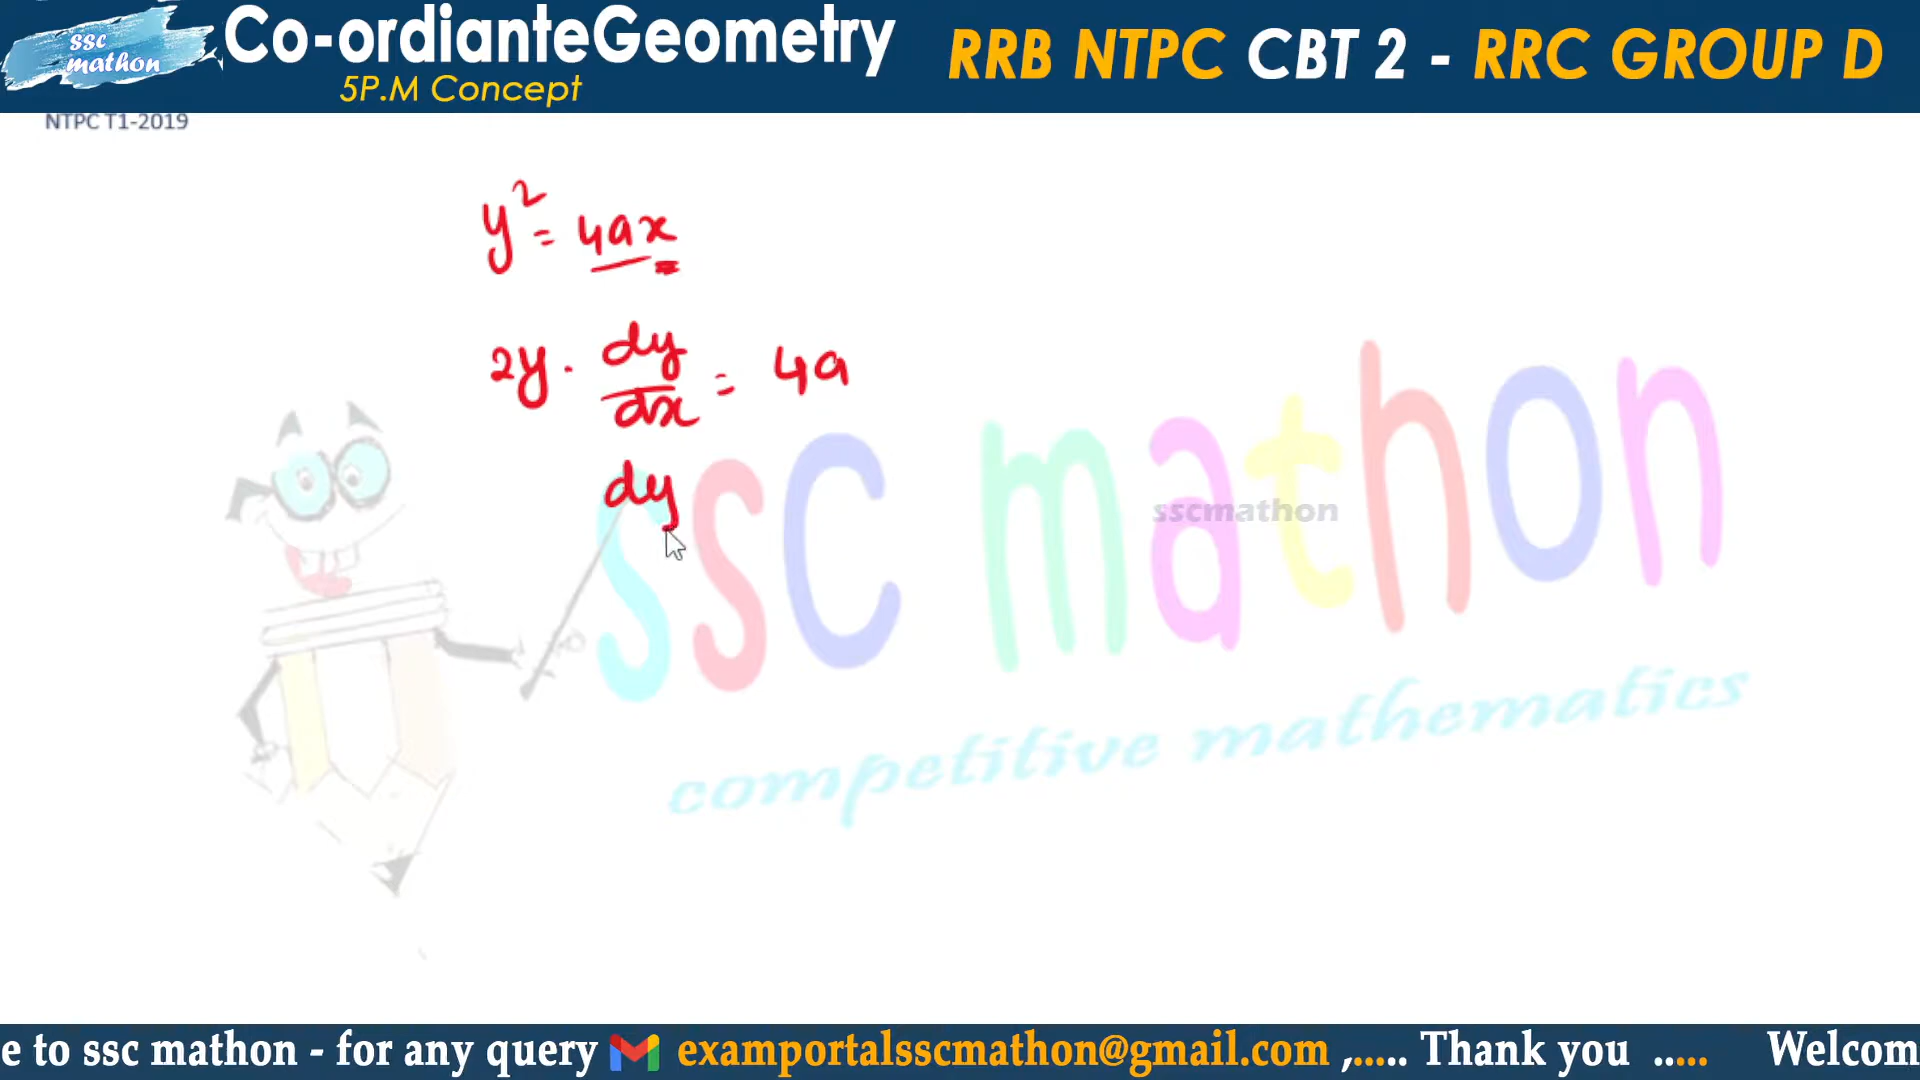 ssc
mathon
Co-ordianteGeometry
5P.M Concept
RRB NTPC CBT 2 - RRC GROUP D
NTPC T1-2019
y² = 4ax
2y · dy/dx = 4a
dy
ssc mathon
sscmathon
competitive mathematics
e to ssc mathon - for any query examportalsscmathon@gmail.com ,..... Thank you ..... Welcom